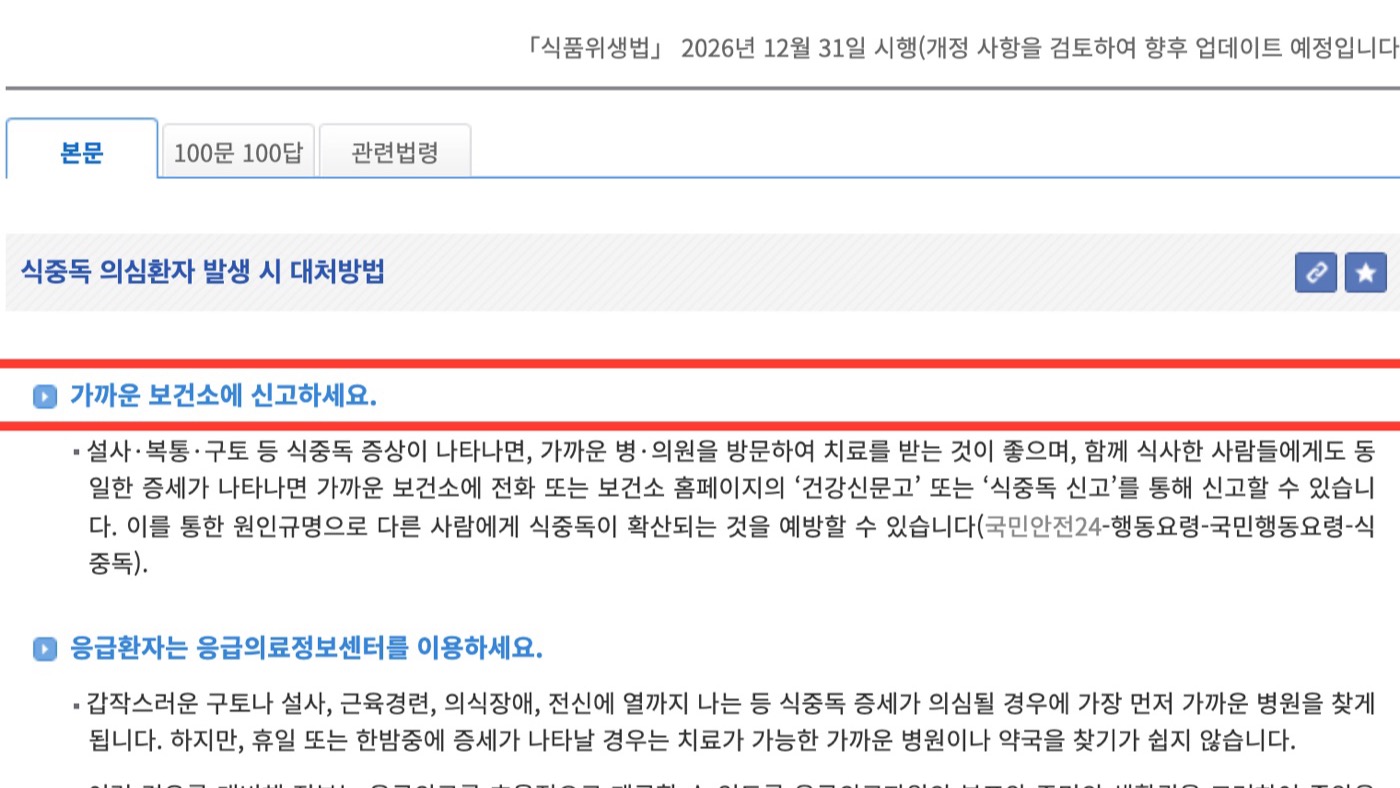 「식품위생법」 2026년 12월 31일 시행(개정 사항을 검토하여 향후 업데이트 예정입니다
본문
100문 100답
관련법령
식중독 의심환자 발생 시 대처방법
가까운 보건소에 신고하세요.
▪ 설사·복통·구토 등 식중독 증상이 나타나면, 가까운 병·의원을 방문하여 치료를 받는 것이 좋으며, 함께 식사한 사람들에게도 동
일한 증세가 나타나면 가까운 보건소에 전화 또는 보건소 홈페이지의 ‘건강신문고’ 또는 ‘식중독 신고’를 통해 신고할 수 있습니
다. 이를 통한 원인규명으로 다른 사람에게 식중독이 확산되는 것을 예방할 수 있습니다(국민안전24-행동요령-국민행동요령-식
중독).
응급환자는 응급의료정보센터를 이용하세요.
▪ 갑작스러운 구토나 설사, 근육경련, 의식장애, 전신에 열까지 나는 등 식중독 증세가 의심될 경우에 가장 먼저 가까운 병원을 찾게
됩니다. 하지만, 휴일 또는 한밤중에 증세가 나타날 경우는 치료가 가능한 가까운 병원이나 약국을 찾기가 쉽지 않습니다.